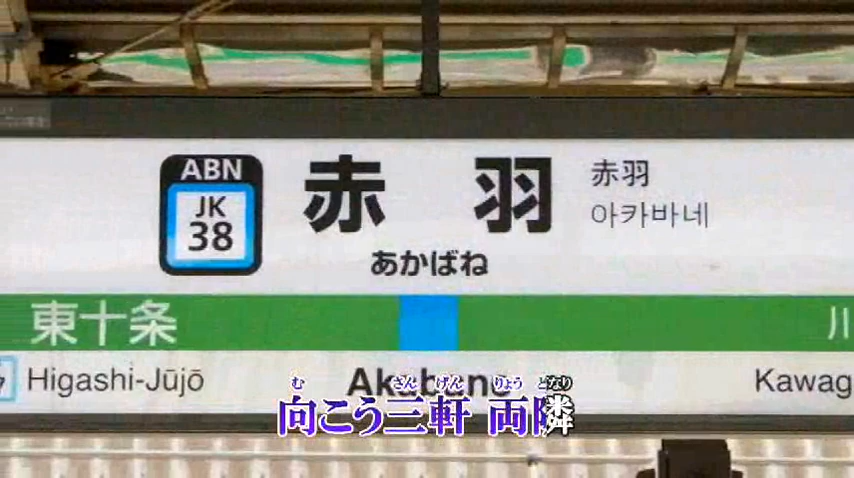 ABN
JK
38
赤羽
赤羽
아카바네
あかばね
東十条
川
Higashi-Jūjō
Akabane
Kawag
む さん げん りょう となり
向こう三軒 両隣